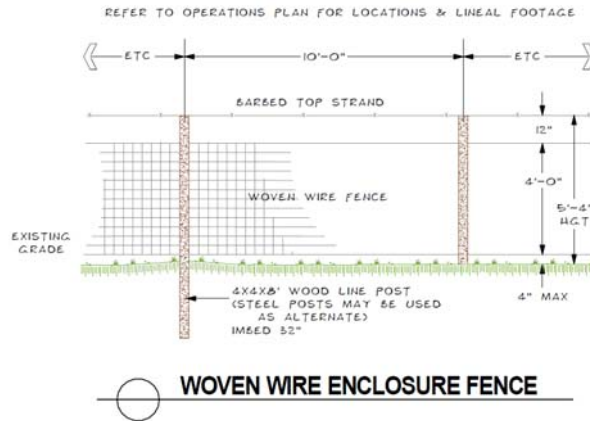 REFER TO OPERATIONS PLAN FOR LOCATIONS & LINEAL FOOTAGE
ETC
10'-0"
ETC
BARBED TOP STRAND
12"
4'-0"
WOVEN WIRE FENCE
5'-4"
HGT
EXISTING
GRADE
4X4X8' WOOD LINE POST
(STEEL POSTS MAY BE USED
AS ALTERNATE)
IMBED 32"
4" MAX
WOVEN WIRE ENCLOSURE FENCE